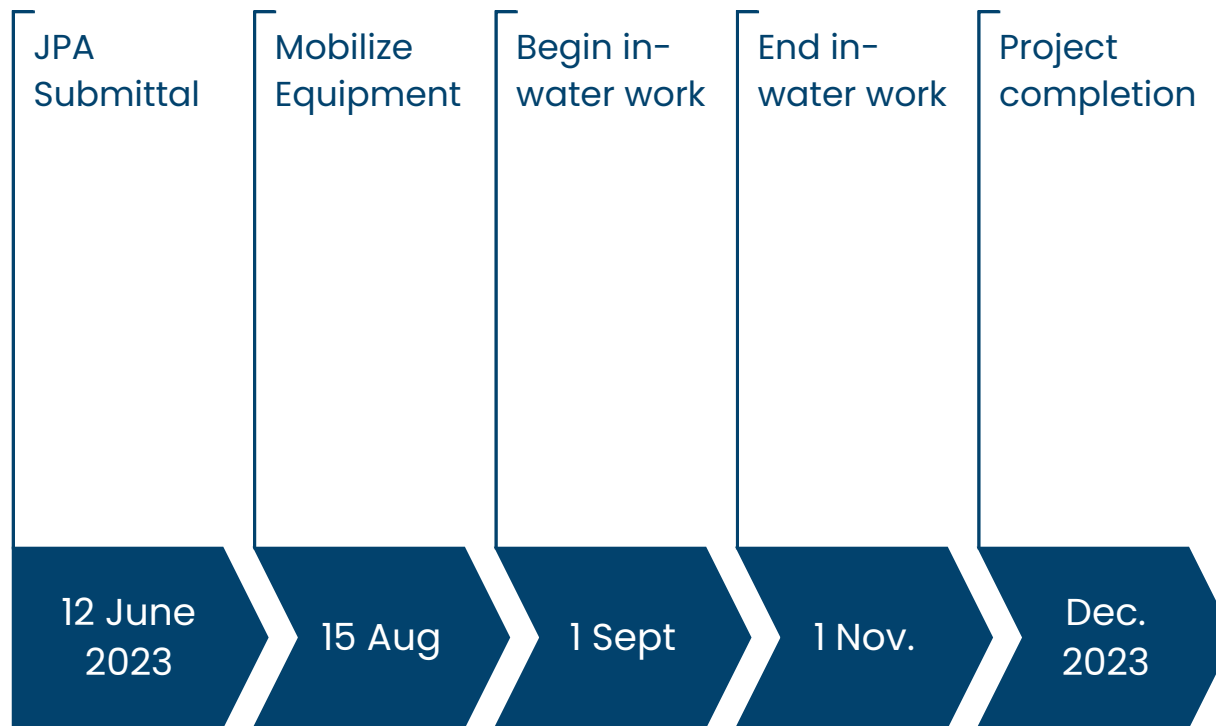 JPA
Submittal
Mobilize
Equipment
Begin in-
water work
End in-
water work
Project
completion
12 June
2023
15 Aug
1 Sept
1 Nov.
Dec.
2023